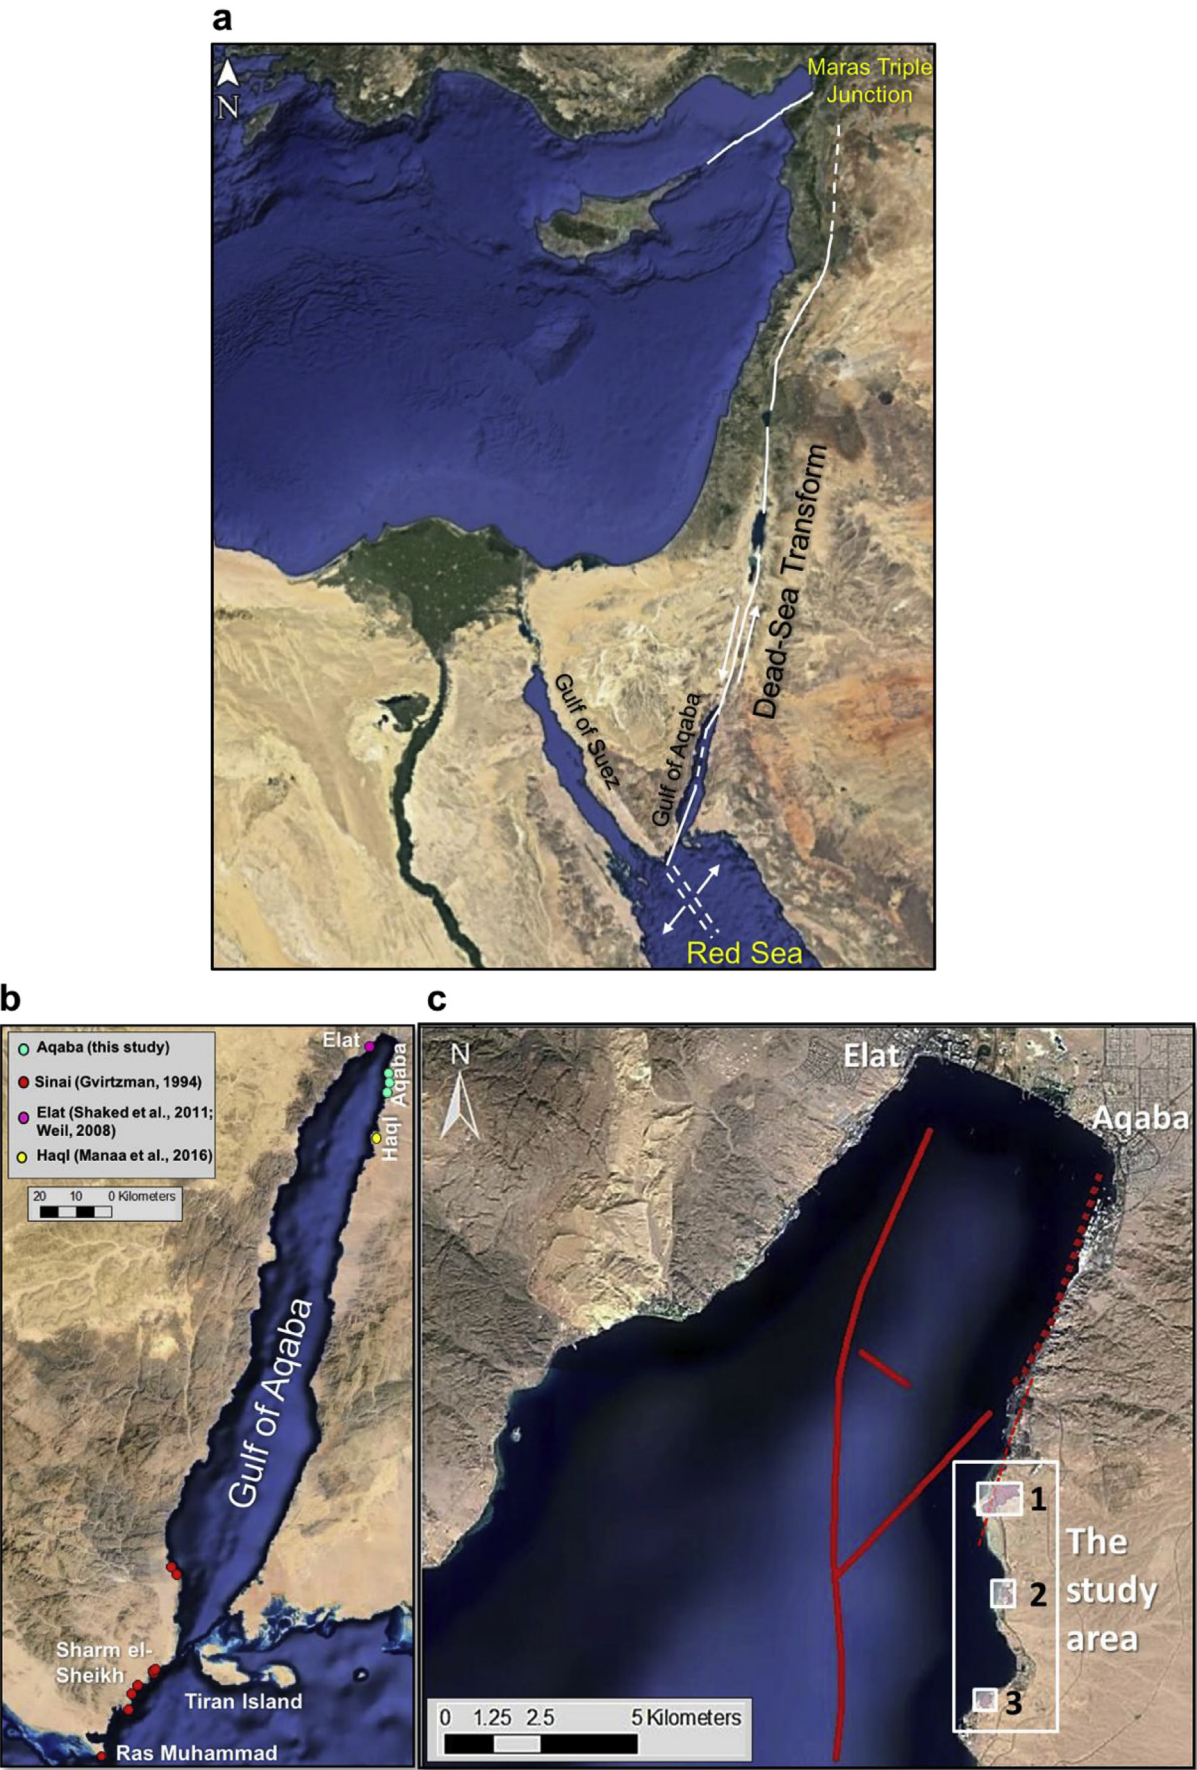 a
N
Maras Triple
Junction
Dead-Sea Transform
Gulf of Suez
Gulf of Aqaba
Red Sea
b
Aqaba (this study)
Sinai (Gvirtzman, 1994)
Elat (Shaked et al., 2011;
Weil, 2008)
Haql (Manaa et al., 2016)
20 10 0 Kilometers
Elat
Aqaba
Haql
Gulf of Aqaba
Sharm el-
Sheikh
Tiran Island
Ras Muhammad
c
N
Elat
Aqaba
1
2
3
The
study
area
0 1.25 2.5 5 Kilometers